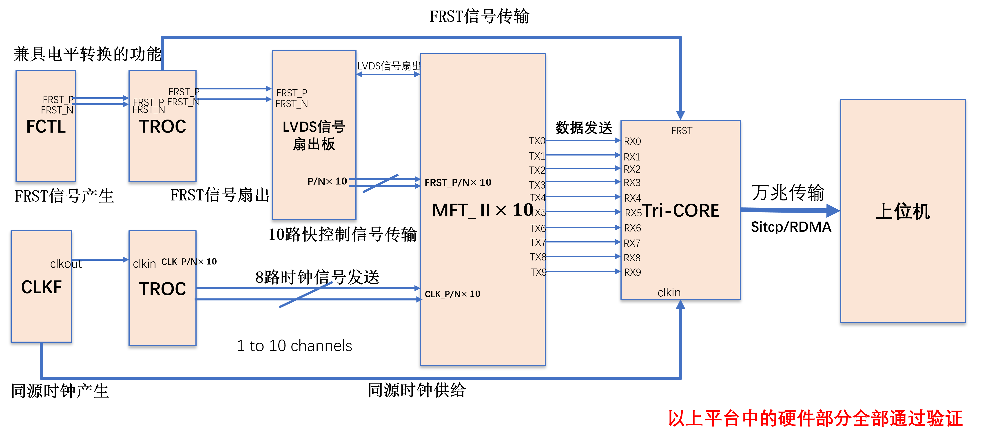 FRST信号传输
兼具电平转换的功能
FRST_P
FRST_N
FCTL
FRST信号产生
FRST_P
FRST_N
FRST_P
FRST_N
TROC
FRST信号扇出
FRST_P
FRST_N
LVDS信号
扇出板
P/N× 10
LVDS信号扇出
10路快控制信号传输
FRST_P/N× 10
MFT_ II × 10
CLK_P/N× 10
TX0
TX1
TX2
TX3
TX4
TX5
TX6
TX7
TX8
TX9
数据发送
FRST
RX0
RX1
RX2
RX3
RX4
RX5
RX6
RX7
RX8
RX9
Tri-CORE
clkin
万兆传输
Sitcp/RDMA
上位机
clkout
CLKF
clkin
CLK_P/N× 10
TROC
8路时钟信号发送
1 to 10 channels
同源时钟产生
同源时钟供给
以上平台中的硬件部分全部通过验证